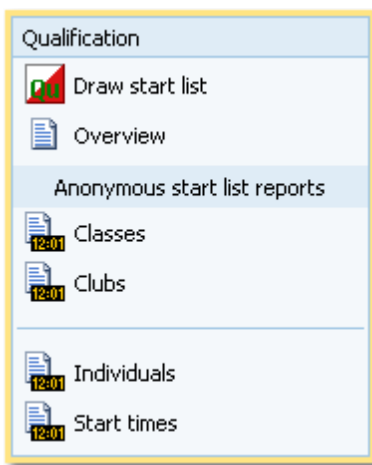 Qualification
Qu Draw start list
Overview
Anonymous start list reports
12:01 Classes
12:01 Clubs
12:01 Individuals
12:01 Start times